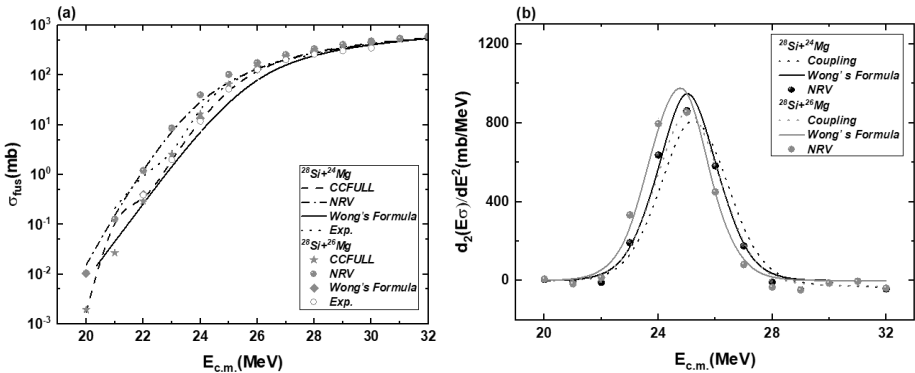 (a)
10³
10²
10¹
10⁰
10⁻¹
10⁻²
10⁻³
σfus(mb)
²⁸Si+²⁴Mg
CCFULL
NRV
Wong's Formula
Exp.
²⁸Si+²⁶Mg
CCFULL
NRV
Wong's Formula
Exp.
20 22 24 26 28 30 32
Ec.m.(MeV)
(b)
1200
800
400
0
d₂(Eσ)/dE²(mb/MeV)
²⁸Si+²⁴Mg
Coupling
Wong's Formula
NRV
²⁸Si+²⁶Mg
Coupling
Wong's Formula
NRV
20 24 28 32
Ec.m.(MeV)